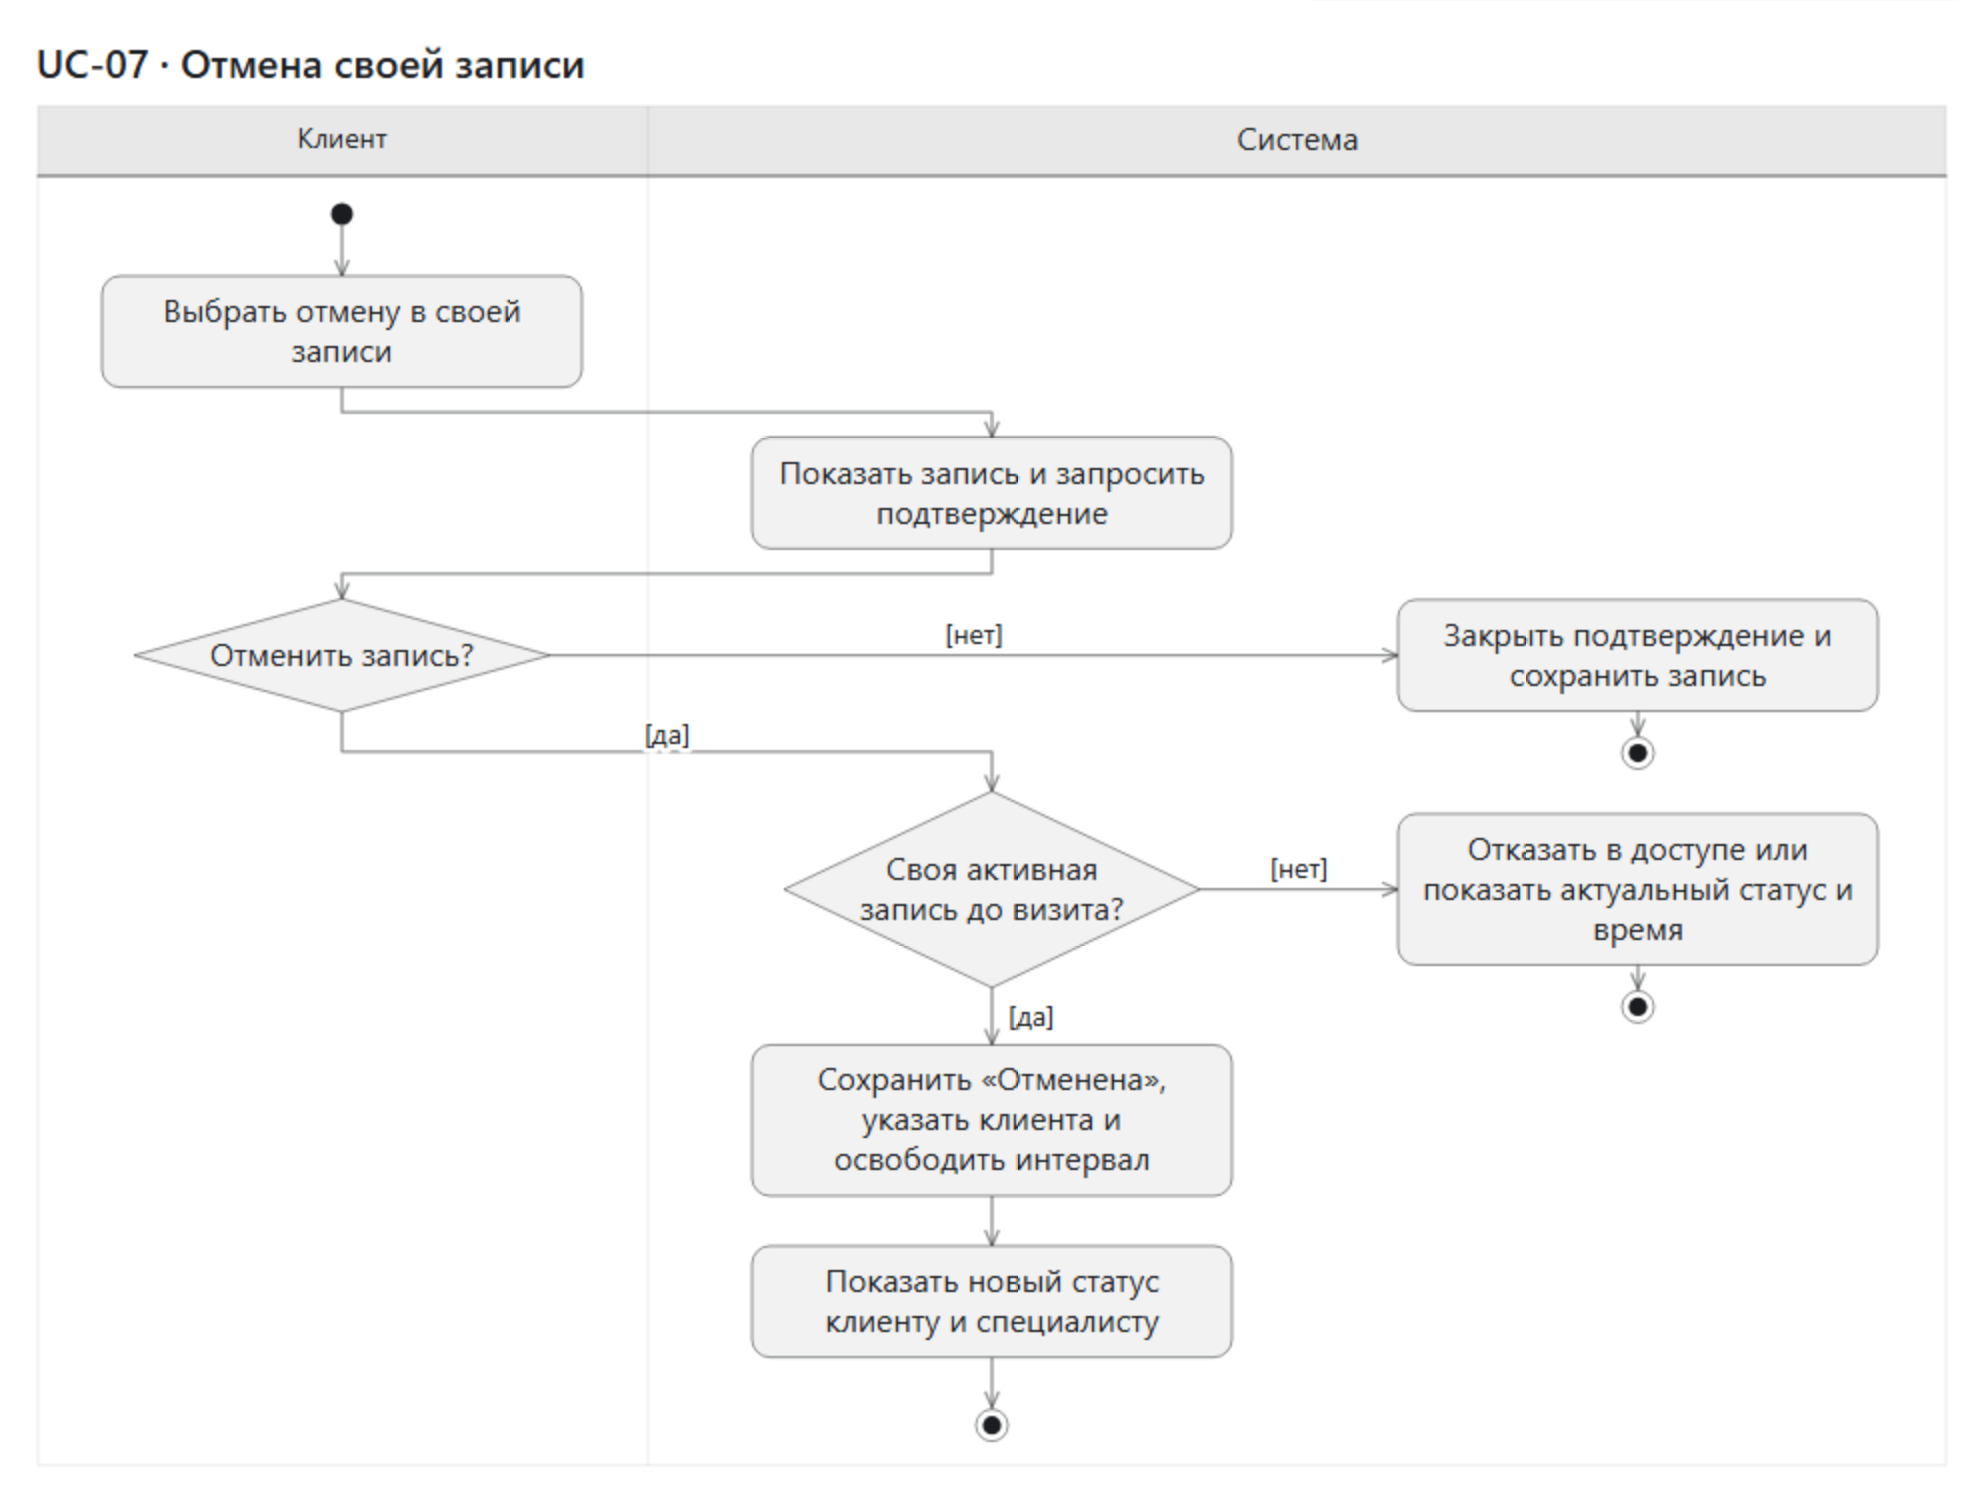 UC-07 · Отмена своей записи
Клиент
Система
Выбрать отмену в своей
записи
Показать запись и запросить
подтверждение
Отменить запись?
[нет]
Закрыть подтверждение и
сохранить запись
[да]
Своя активная
запись до визита?
[нет]
Отказать в доступе или
показать актуальный статус и
время
[да]
Сохранить «Отменена»,
указать клиента и
освободить интервал
Показать новый статус
клиенту и специалисту